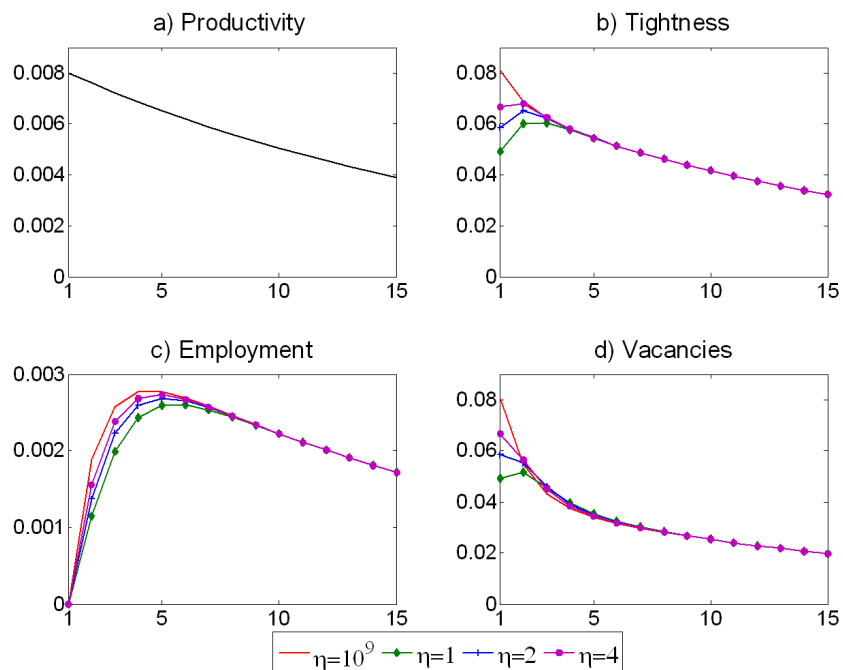 a) Productivity
0.008
0.006
0.004
0.002
0
1 5 10 15
b) Tightness
0.08
0.06
0.04
0.02
0
1 5 10 15
c) Employment
0.003
0.002
0.001
0
1 5 10 15
d) Vacancies
0.08
0.06
0.04
0.02
0
1 5 10 15
η=10⁹ η=1 η=2 η=4